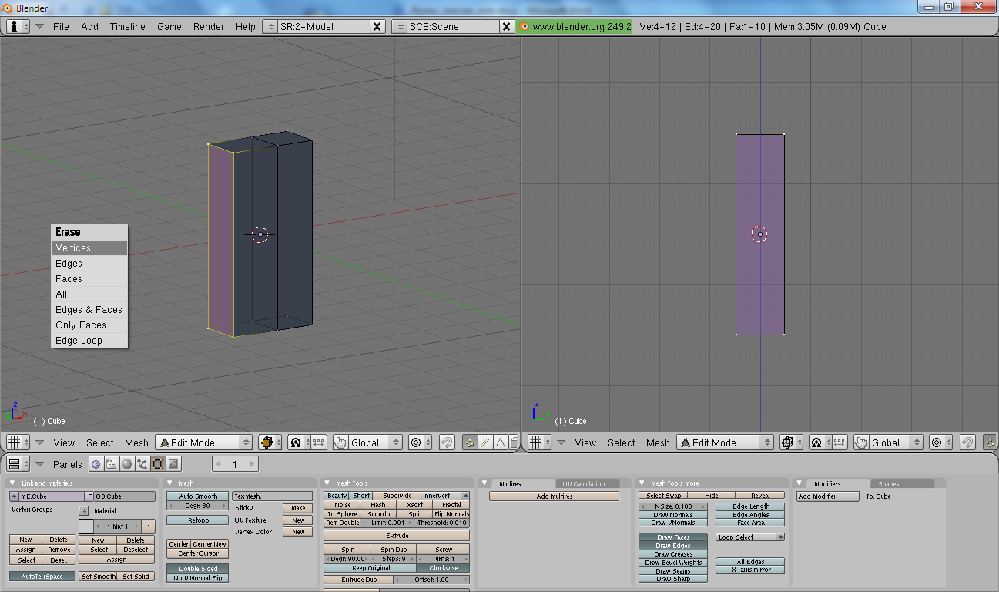 Blender
File Add Timeline Game Render Help SR:2-Model SCE:Scene www.blender.org 249.2 Ve:4-12 | Ed:4-20 | Fa:1-10 | Mem:3.05M (0.09M) Cube
Erase
Vertices
Edges
Faces
All
Edges & Faces
Only Faces
Edge Loop
z
x
(1) Cube
z
y
(1) Cube
View Select Mesh Edit Mode Global
View Select Mesh Edit Mode Global
Panels 1
Link and Materials
ME:Cube F OB:Cube
Vertex Groups
Material
1 Mat 1 ?
New Delete New Delete
Assign Remove Select Deselect
Select Desel. Assign
AutoTexSpace Set Smooth Set Solid
Mesh
Auto Smooth TexMesh:
Degr: 30 Sticky Make
Retopo UV Texture New
Vertex Color New
Center Center New
Center Cursor
Double Sided
No V.Normal Flip
Mesh Tools
Beauty Short Subdivide Innervert
Noise Hash Xsort Fractal
To Sphere Smooth Split Flip Normals
Rem Double Limit: 0.001 Threshold: 0.010
Extrude
Spin Spin Dup Screw
Degr: 90.00 Steps: 9 Turns: 1
Keep Original Clockwise
Extrude Dup Offset: 1.00
Multires UV Calculation
Add Multires
Mesh Tools More
Select Swap Hide Reveal
NSize: 0.100 Edge Length
Draw Normals Edge Angles
Draw VNormals Face Area
Draw Faces Loop Select
Draw Edges
Draw Creases
Draw Bevel Weights All Edges
Draw Seams X-axis mirror
Draw Sharp
Modifiers Shapes
Add Modifier To: Cube